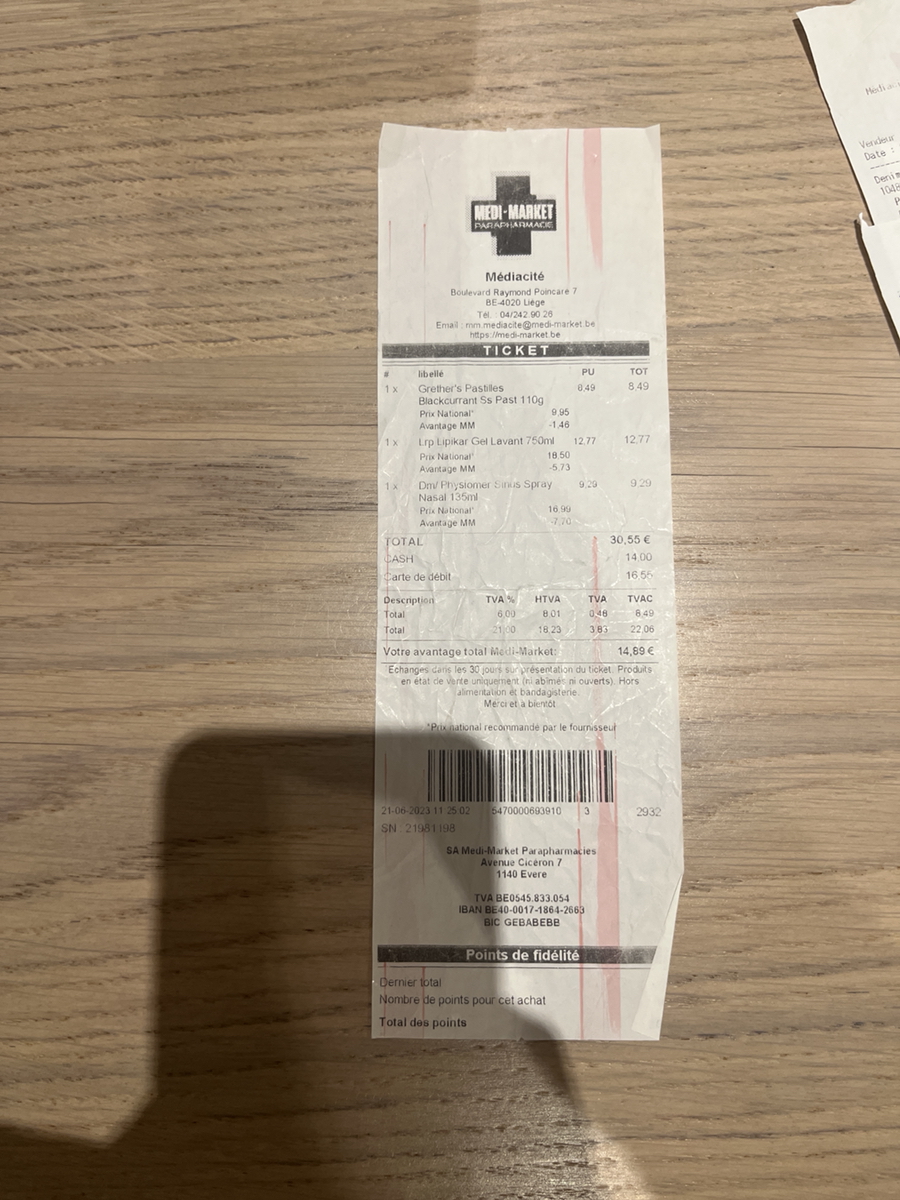 MEDI-MARKET
PARAPHARMACIE
Médiacité
Boulevard Raymond Poincare 7
BE-4020 Liège
Tél. : 04/242.90.26
Email : mm.mediacite@medi-market.be
https://medi-market.be
TICKET
# libellé PU TOT
1 x Grether's Pastilles 8,49 8,49
Blackcurrant Ss Past 110g
Prix National* 9,95
Avantage MM -1,46
1 x Lrp Lipikar Gel Lavant 750ml 12,77 12,77
Prix National* 18,50
Avantage MM -5,73
1 x Dm/ Physiomer Sinus Spray 9,29 9,29
Nasal 135ml
Prix National* 16,99
Avantage MM -7,70
TOTAL 30,55 €
CASH 14,00
Carte de débit 16,55
Description TVA % HTVA TVA TVAC
Total 6,00 8,01 0,48 8,49
Total 21,00 18,23 3,83 22,06
Votre avantage total Medi-Market: 14,89 €
Echanges dans les 30 jours sur présentation du ticket. Produits
en état de vente uniquement (ni abîmés ni ouverts). Hors
alimentation et bandagisterie.
Merci et à bientôt
*Prix national recommandé par le fournisseur
21-06-2023 11:25:02 5470000693910 3 2932
SN : 21981198
SA Medi-Market Parapharmacies
Avenue Cicéron 7
1140 Evere
TVA BE0545.833.054
IBAN BE40-0017-1864-2663
BIC GEBABEBB
Points de fidélité
Dernier total
Nombre de points pour cet achat
Total des points
Vendeur
Date :